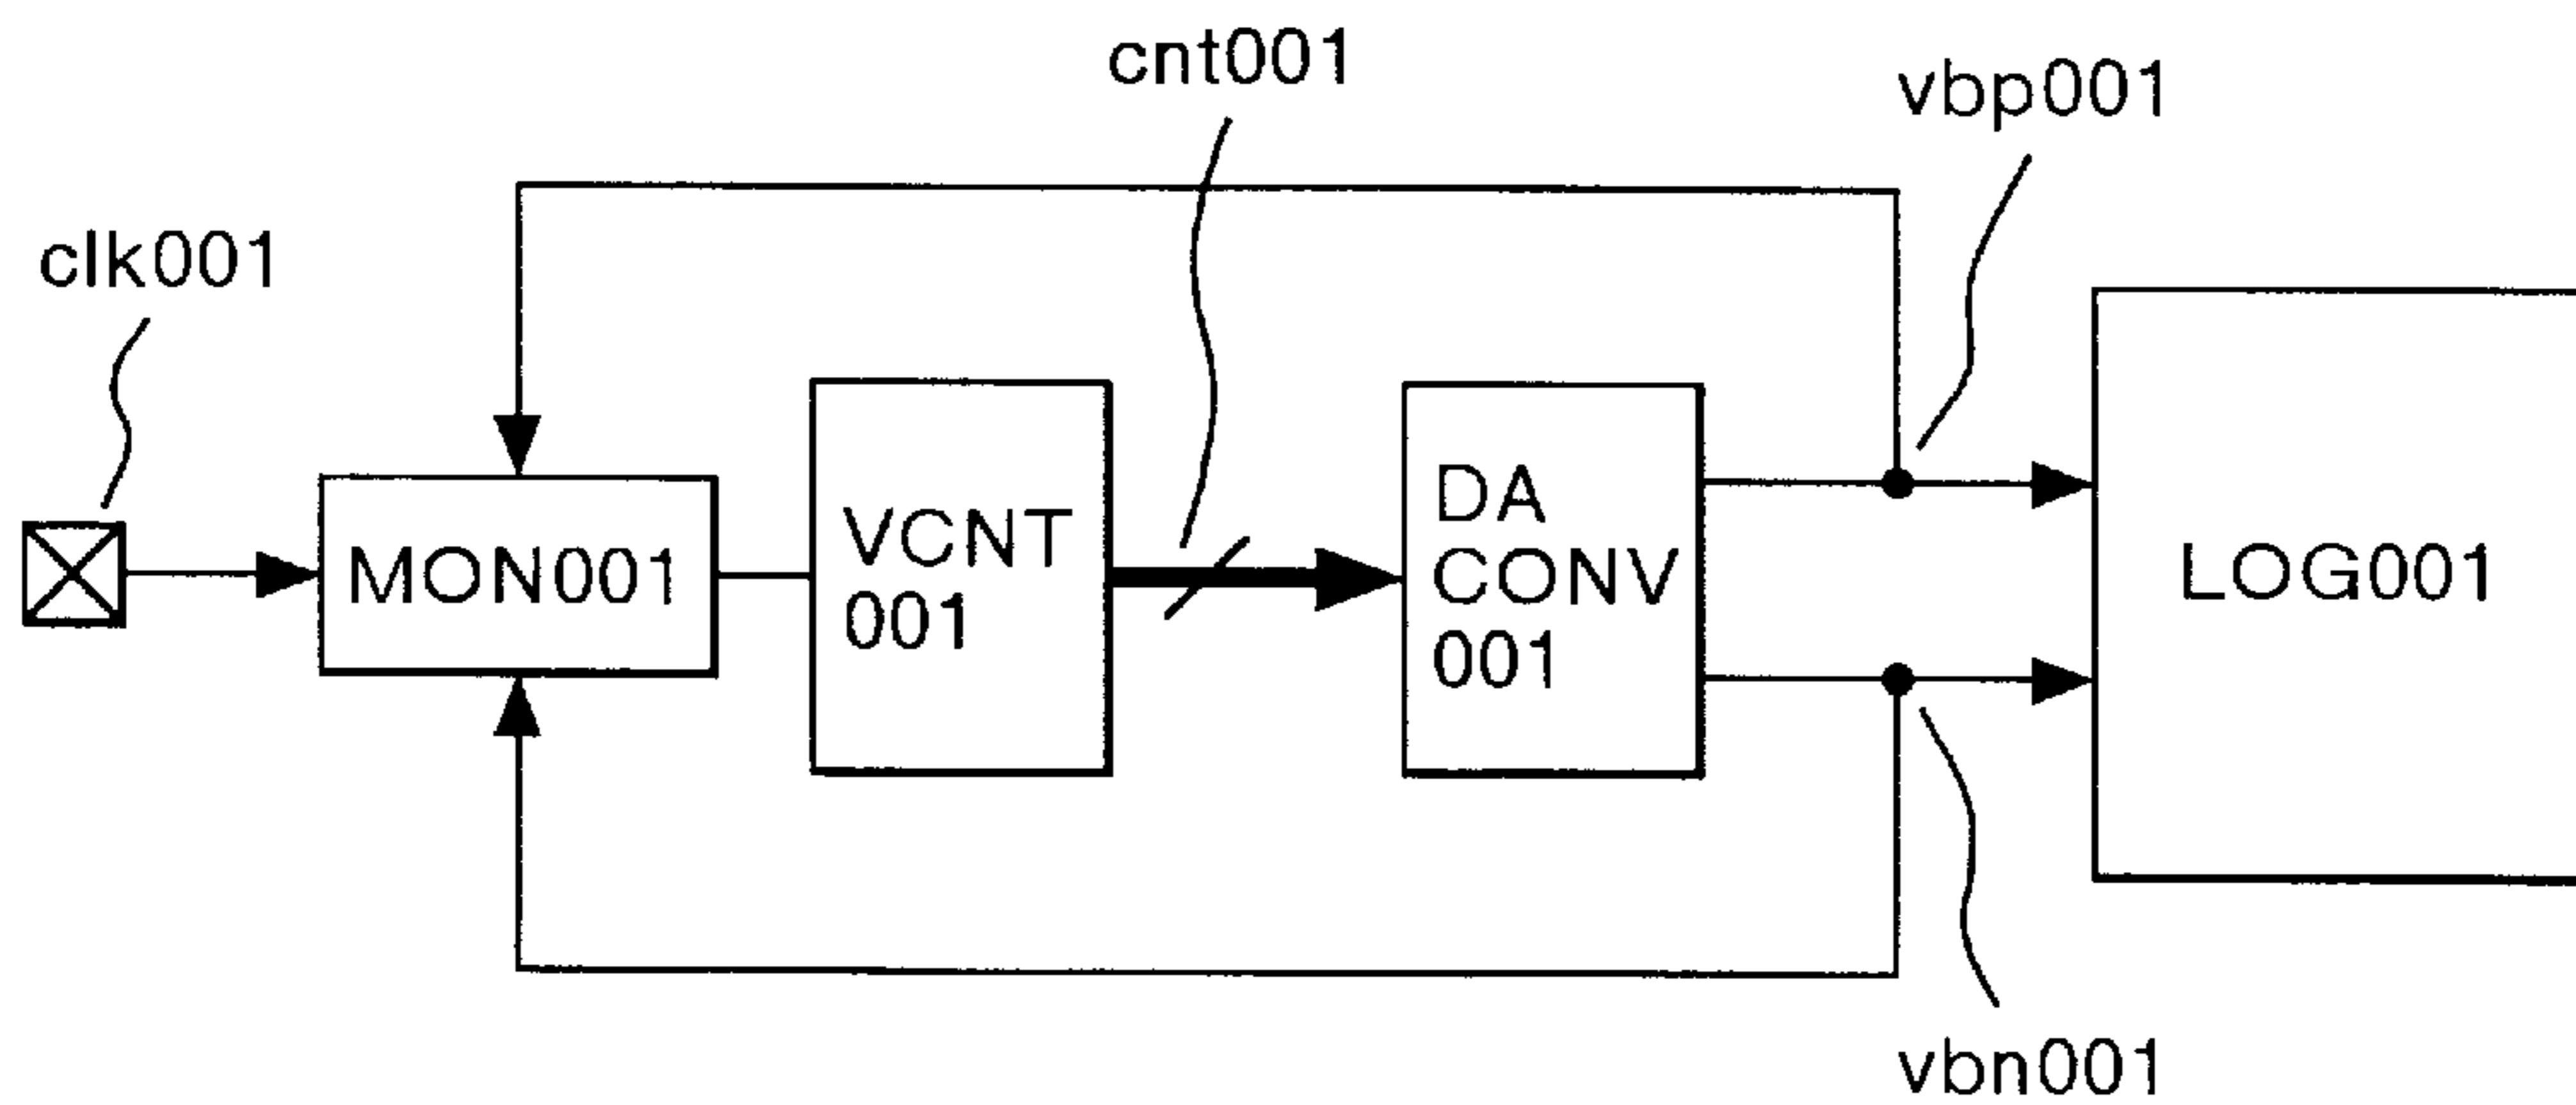 cnt001
vbp001
clk001
MON001
VCNT
001
DA
CONV
001
LOG001
vbn001